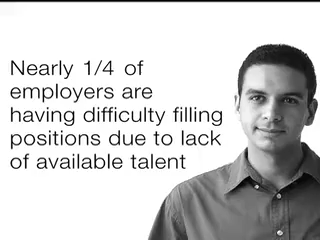 Nearly 1/4 of
employers are
having difficulty filling
positions due to lack
of available talent